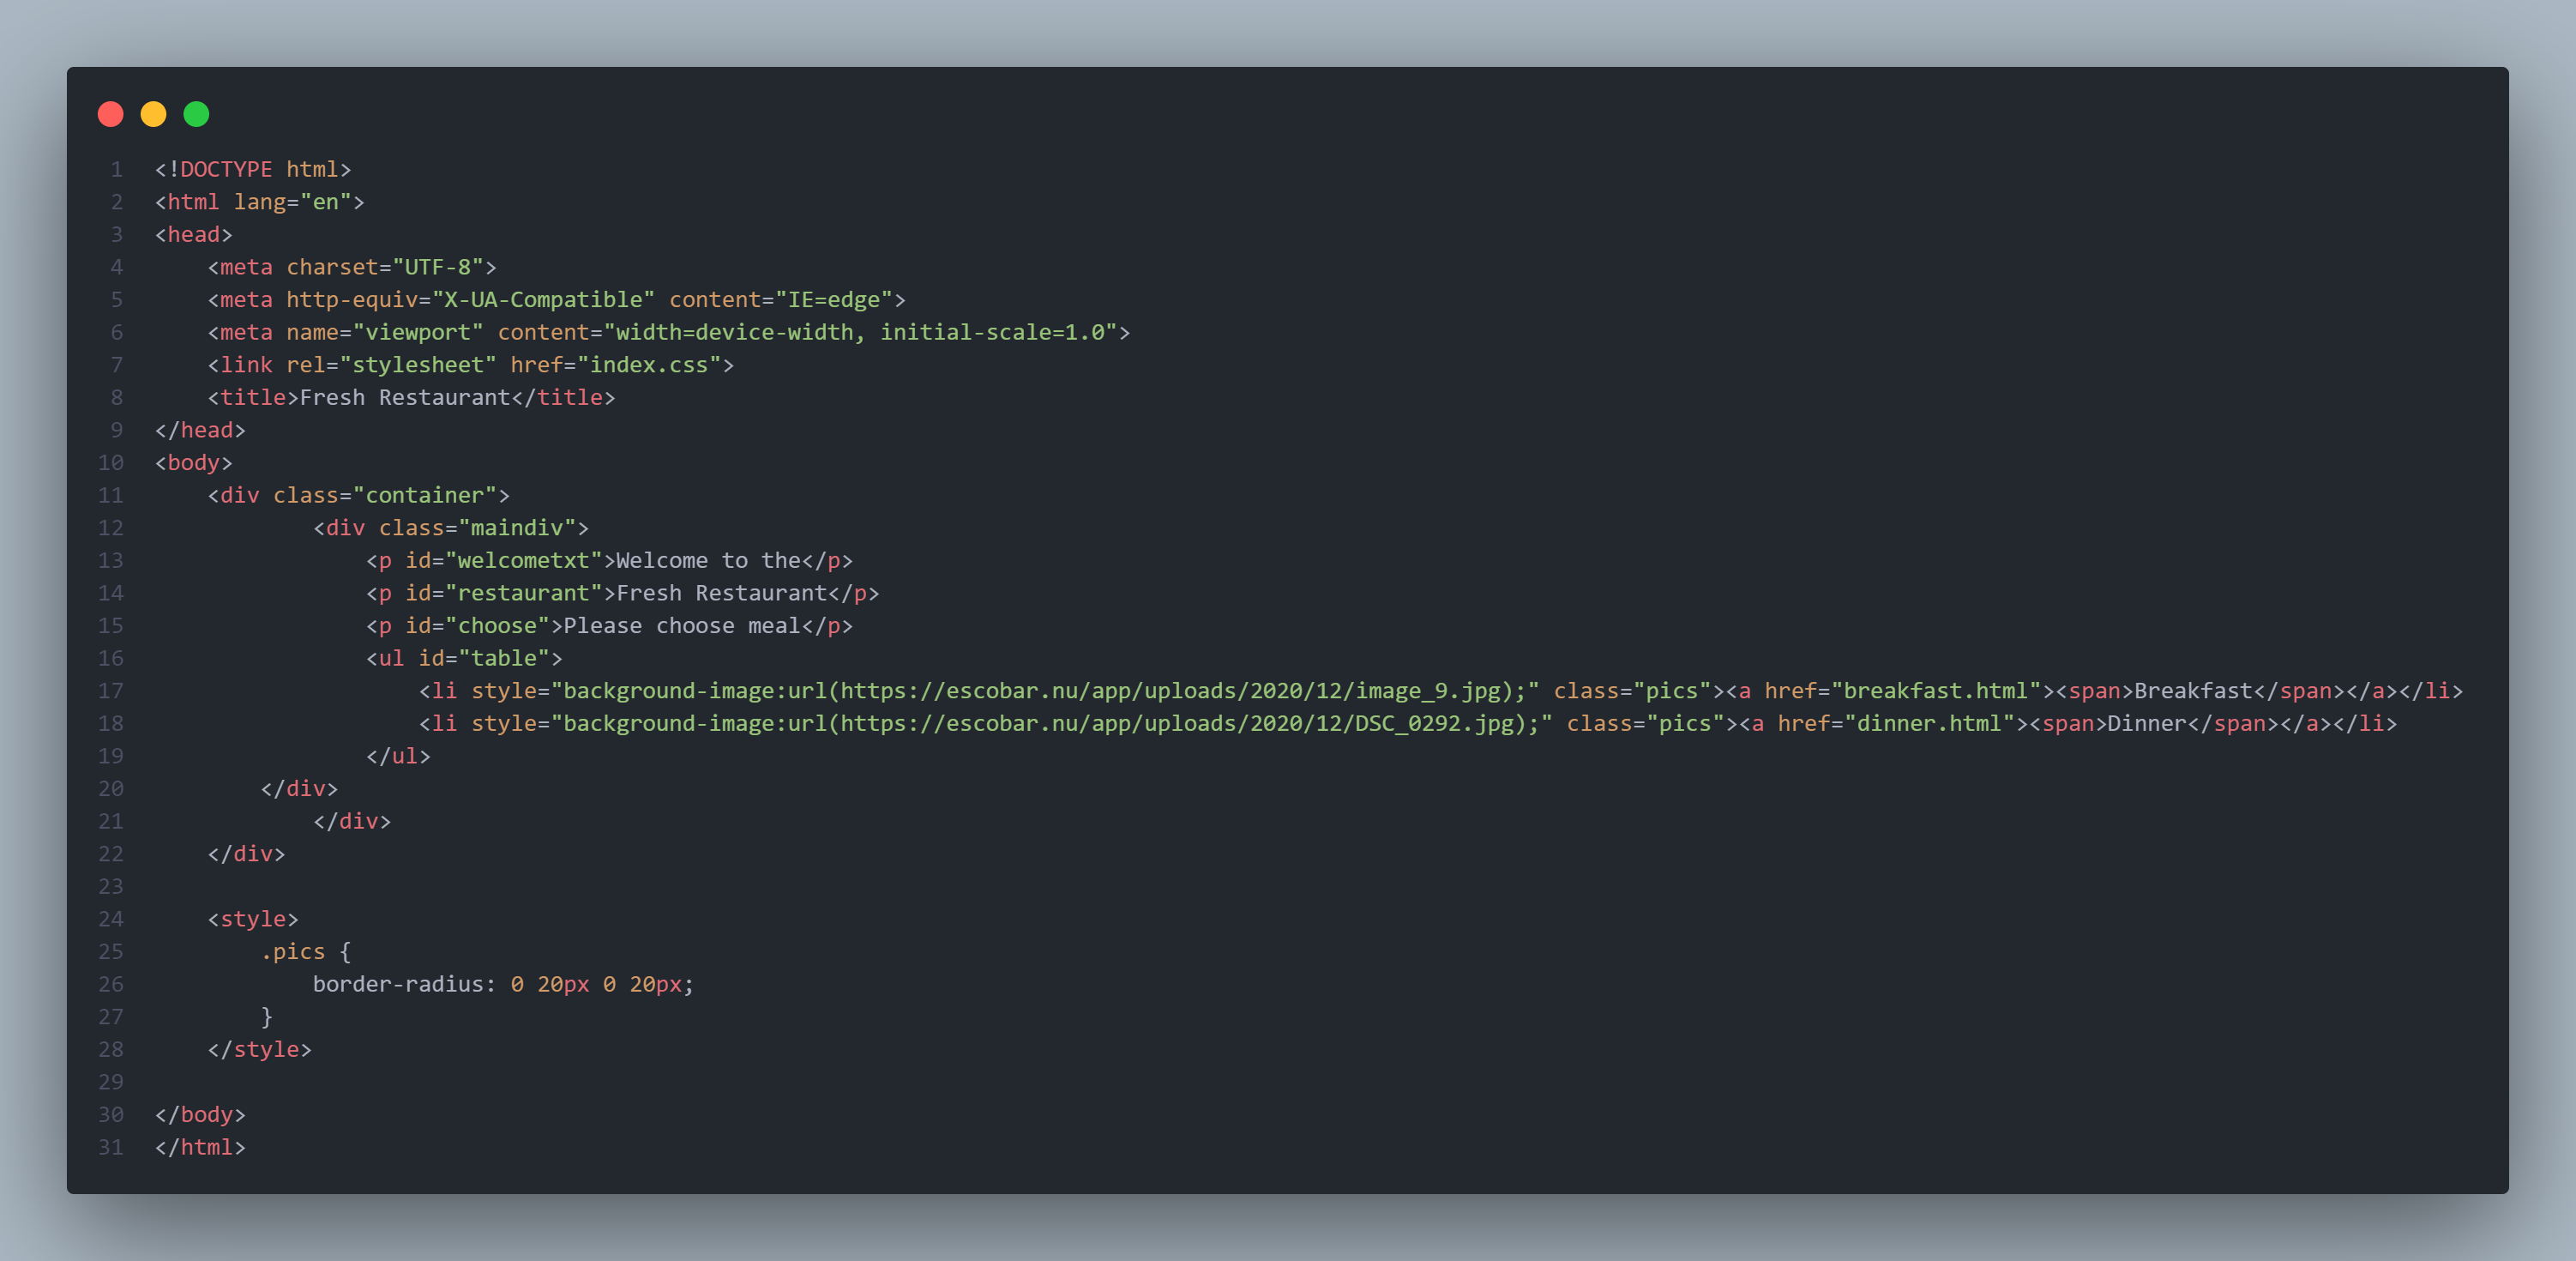 1 <!DOCTYPE html>
2 <html lang="en">
3 <head>
4     <meta charset="UTF-8">
5     <meta http-equiv="X-UA-Compatible" content="IE=edge">
6     <meta name="viewport" content="width=device-width, initial-scale=1.0">
7     <link rel="stylesheet" href="index.css">
8     <title>Fresh Restaurant</title>
9 </head>
10 <body>
11     <div class="container">
12             <div class="maindiv">
13                 <p id="welcometxt">Welcome to the</p>
14                 <p id="restaurant">Fresh Restaurant</p>
15                 <p id="choose">Please choose meal</p>
16                 <ul id="table">
17                     <li style="background-image:url(https://escobar.nu/app/uploads/2020/12/image_9.jpg);" class="pics"><a href="breakfast.html"><span>Breakfast</span></a></li>
18                     <li style="background-image:url(https://escobar.nu/app/uploads/2020/12/DSC_0292.jpg);" class="pics"><a href="dinner.html"><span>Dinner</span></a></li>
19                 </ul>
20         </div>
21             </div>
22     </div>
23
24     <style>
25         .pics {
26             border-radius: 0 20px 0 20px;
27         }
28     </style>
29
30 </body>
31 </html>